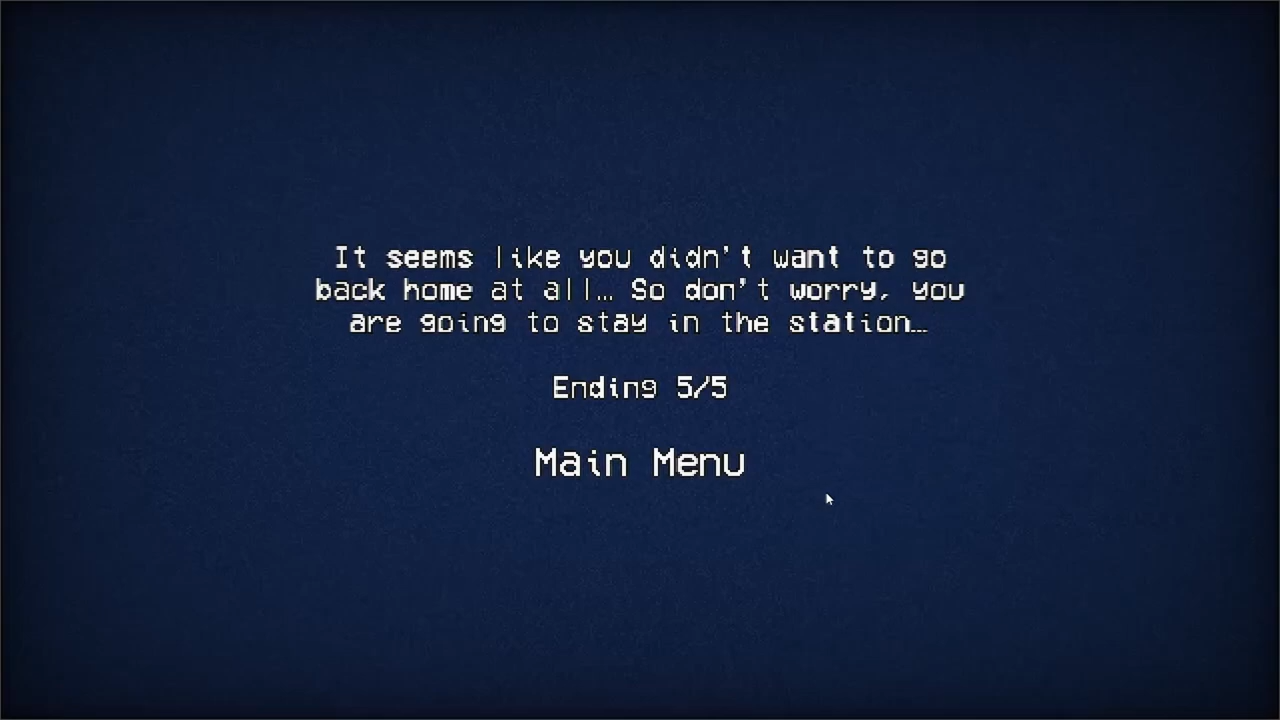 It seems like you didn't want to go
back home at all… So don't worry, you
are going to stay in the station…
Ending 5/5
Main Menu